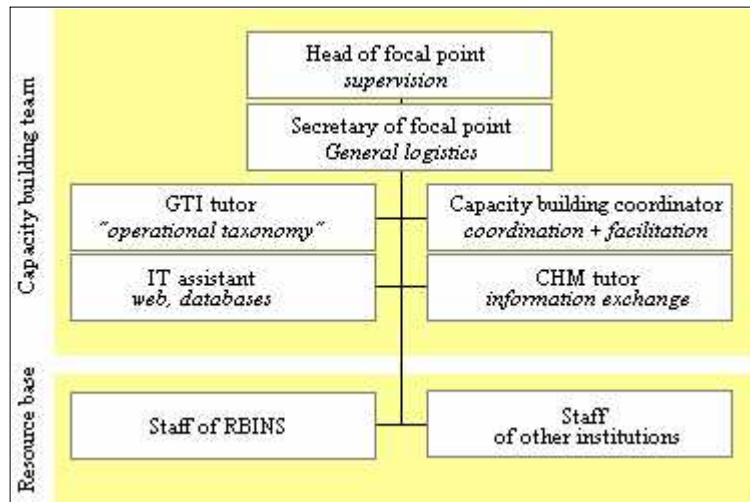 Capacity building team
Head of focal point
supervision
Secretary of focal point
General logistics
GTI tutor
"operational taxonomy"
Capacity building coordinator
coordination + facilitation
IT assistant
web, databases
CHM tutor
information exchange
Resource base
Staff of RBINS
Staff
of other institutions